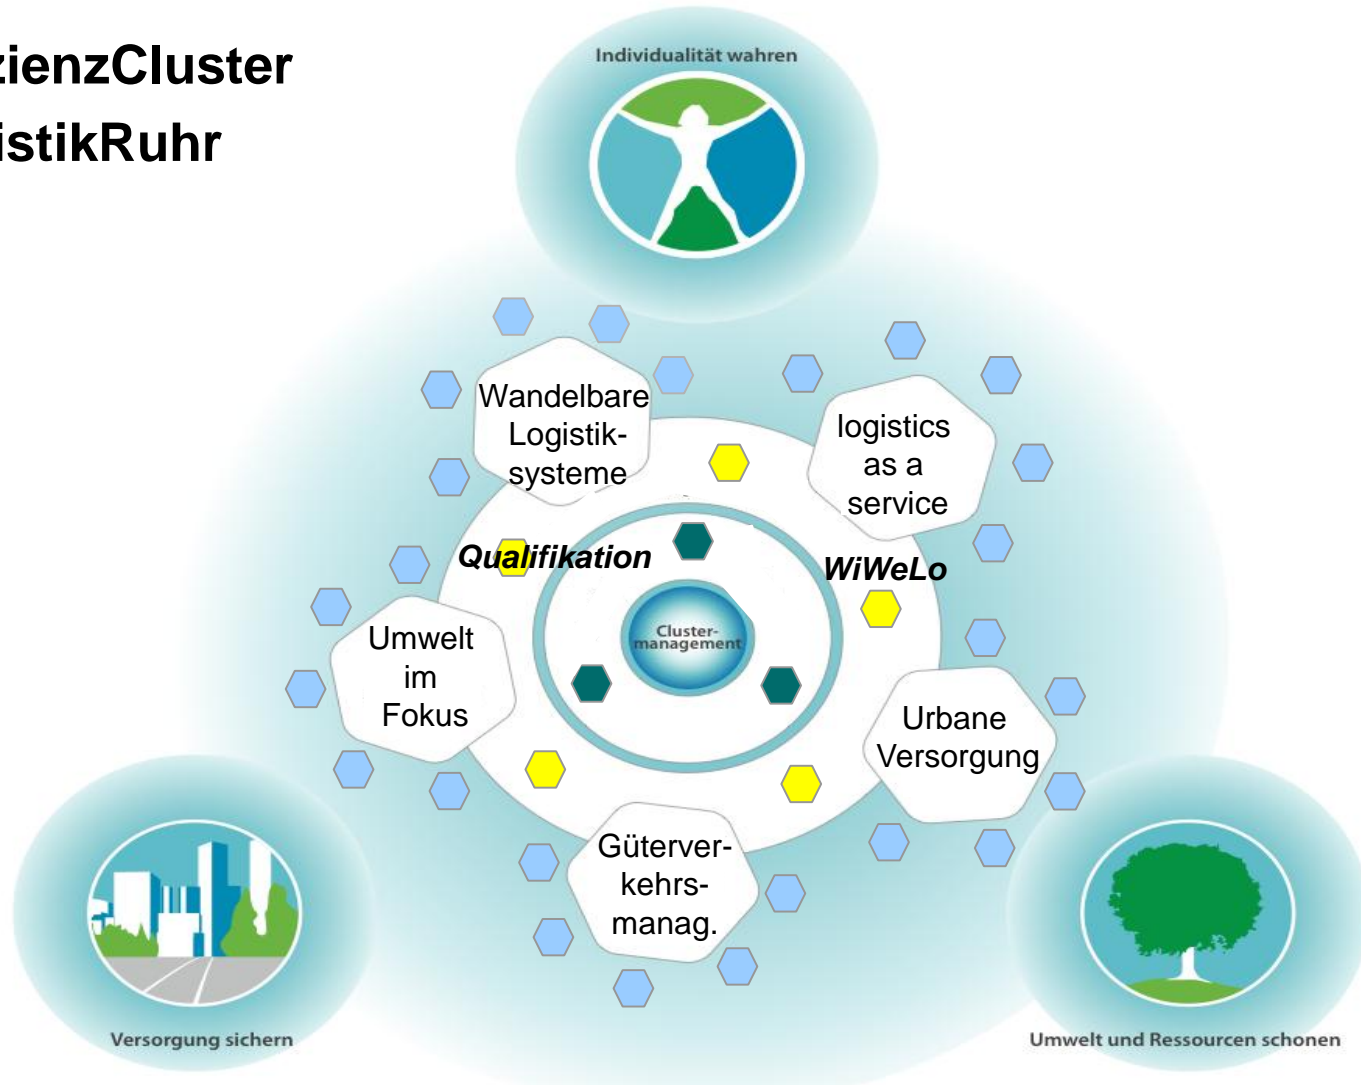 zienzCluster
istikRuhr
Individualität wahren
Wandelbare
Logistik-
systeme
logistics
as a
service
Qualifikation
WiWeLo
Cluster-
management
Umwelt
im
Fokus
Urbane
Versorgung
Güterver-
kehrs-
manag.
Versorgung sichern
Umwelt und Ressourcen schonen